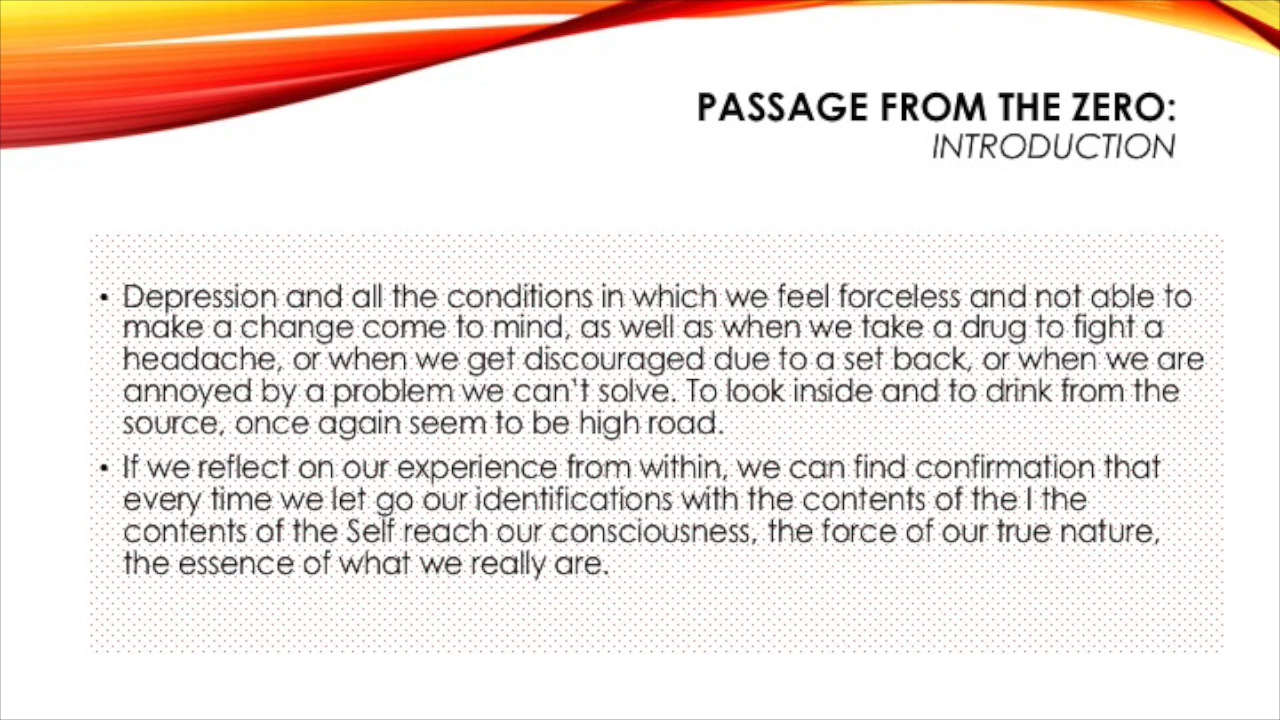 PASSAGE FROM THE ZERO:
INTRODUCTION
• Depression and all the conditions in which we feel forceless and not able to
make a change come to mind, as well as when we take a drug to fight a
headache, or when we get discouraged due to a set back, or when we are
annoyed by a problem we can't solve. To look inside and to drink from the
source, once again seem to be high road.
• If we reflect on our experience from within, we can find confirmation that
every time we let go our identifications with the contents of the I the
contents of the Self reach our consciousness, the force of our true nature,
the essence of what we really are.